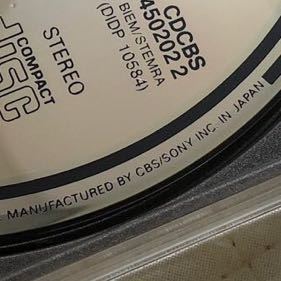 CDCBS
450202 2
BIEM/STEMRA
(DIDP 10584)
STEREO
COMPACT
disc
MANUFACTURED BY CBS/SONY INC. IN JAPAN